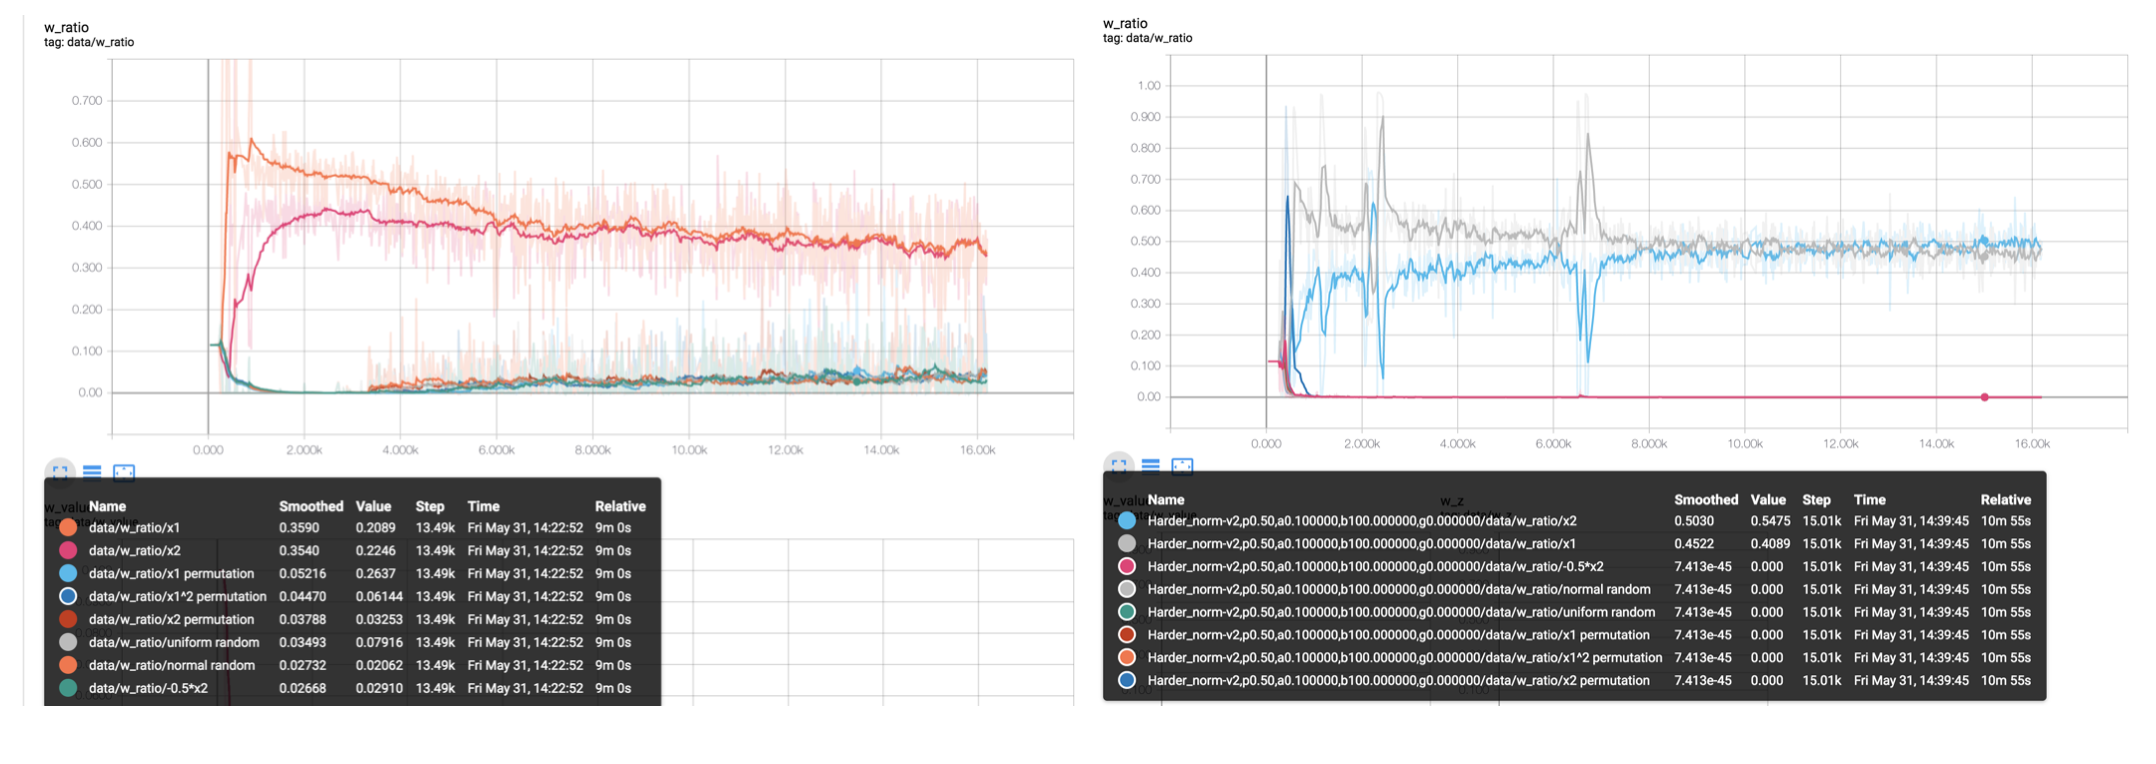 w_ratio
tag: data/w_ratio
0.700
0.600
0.500
0.400
0.300
0.200
0.100
0.00
0.000 2.000k 4.000k 6.000k 8.000k 10.00k 12.00k 14.00k 16.00k
w_value
Name Smoothed Value Step Time Relative
data/w_ratio/x1 0.3590 0.2089 13.49k Fri May 31, 14:22:52 9m 0s
data/w_ratio/x2 0.3540 0.2246 13.49k Fri May 31, 14:22:52 9m 0s
data/w_ratio/x1 permutation 0.05216 0.2637 13.49k Fri May 31, 14:22:52 9m 0s
data/w_ratio/x1^2 permutation 0.04470 0.06144 13.49k Fri May 31, 14:22:52 9m 0s
data/w_ratio/x2 permutation 0.03788 0.03253 13.49k Fri May 31, 14:22:52 9m 0s
data/w_ratio/uniform random 0.03493 0.07916 13.49k Fri May 31, 14:22:52 9m 0s
data/w_ratio/normal random 0.02732 0.02062 13.49k Fri May 31, 14:22:52 9m 0s
data/w_ratio/-0.5*x2 0.02668 0.02910 13.49k Fri May 31, 14:22:52 9m 0s
w_ratio
tag: data/w_ratio
1.00
0.900
0.800
0.700
0.600
0.500
0.400
0.300
0.200
0.100
0.00
0.000 2.000k 4.000k 6.000k 8.000k 10.00k 12.00k 14.00k 16.00k
w_value w_z
Name Smoothed Value Step Time Relative
Harder_norm-v2,p0.50,a0.100000,b100.000000,g0.000000/data/w_ratio/x2 0.5030 0.5475 15.01k Fri May 31, 14:39:45 10m 55s
Harder_norm-v2,p0.50,a0.100000,b100.000000,g0.000000/data/w_ratio/x1 0.4522 0.4089 15.01k Fri May 31, 14:39:45 10m 55s
Harder_norm-v2,p0.50,a0.100000,b100.000000,g0.000000/data/w_ratio/-0.5*x2 7.413e-45 0.000 15.01k Fri May 31, 14:39:45 10m 55s
Harder_norm-v2,p0.50,a0.100000,b100.000000,g0.000000/data/w_ratio/normal random 7.413e-45 0.000 15.01k Fri May 31, 14:39:45 10m 55s
Harder_norm-v2,p0.50,a0.100000,b100.000000,g0.000000/data/w_ratio/uniform random 7.413e-45 0.000 15.01k Fri May 31, 14:39:45 10m 55s
Harder_norm-v2,p0.50,a0.100000,b100.000000,g0.000000/data/w_ratio/x1 permutation 7.413e-45 0.000 15.01k Fri May 31, 14:39:45 10m 55s
Harder_norm-v2,p0.50,a0.100000,b100.000000,g0.000000/data/w_ratio/x1^2 permutation 7.413e-45 0.000 15.01k Fri May 31, 14:39:45 10m 55s
Harder_norm-v2,p0.50,a0.100000,b100.000000,g0.000000/data/w_ratio/x2 permutation 7.413e-45 0.000 15.01k Fri May 31, 14:39:45 10m 55s